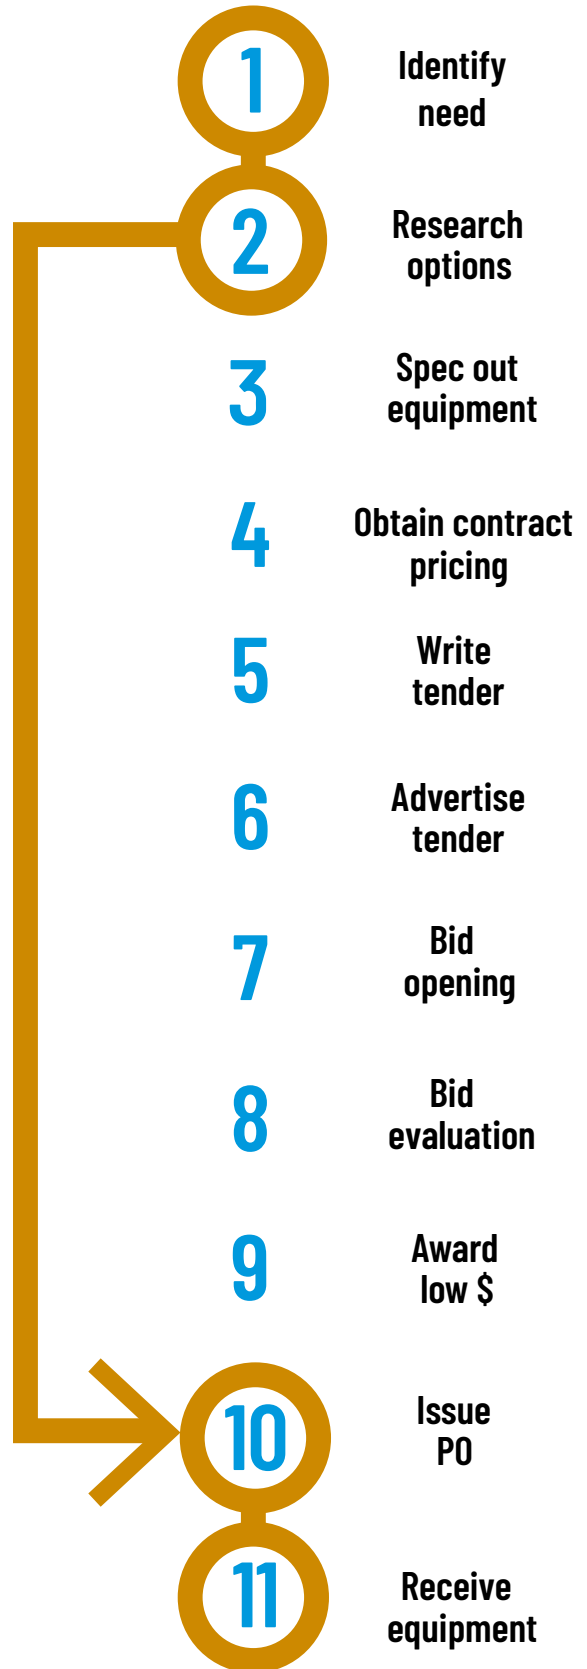 1
Identify
need
2
Research
options
3
Spec out
equipment
4
Obtain contract
pricing
5
Write
tender
6
Advertise
tender
7
Bid
opening
8
Bid
evaluation
9
Award
low $
10
Issue
PO
11
Receive
equipment